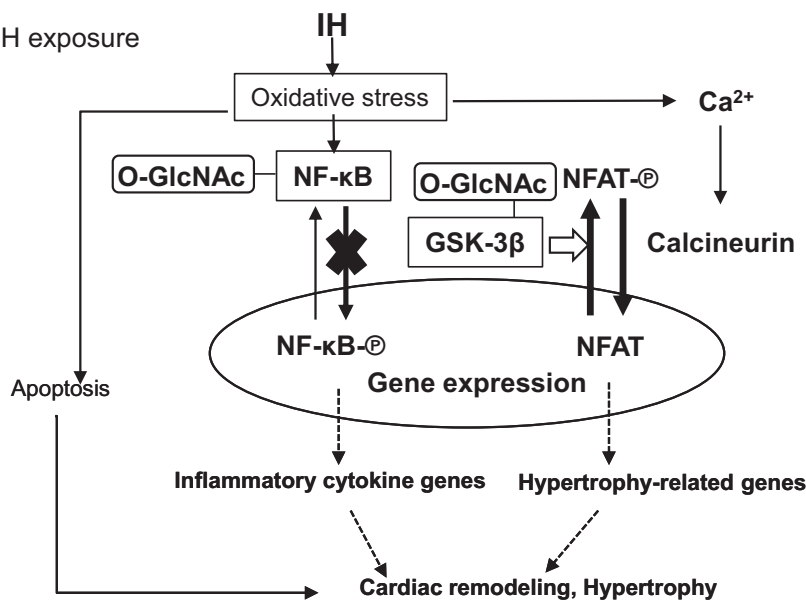 H exposure
IH
Oxidative stress
Ca²⁺
O-GlcNAc
NF-κB
O-GlcNAc
NFAT-Ⓟ
GSK-3β
Calcineurin
NF-κB-Ⓟ
NFAT
Gene expression
Apoptosis
Inflammatory cytokine genes
Hypertrophy-related genes
Cardiac remodeling, Hypertrophy